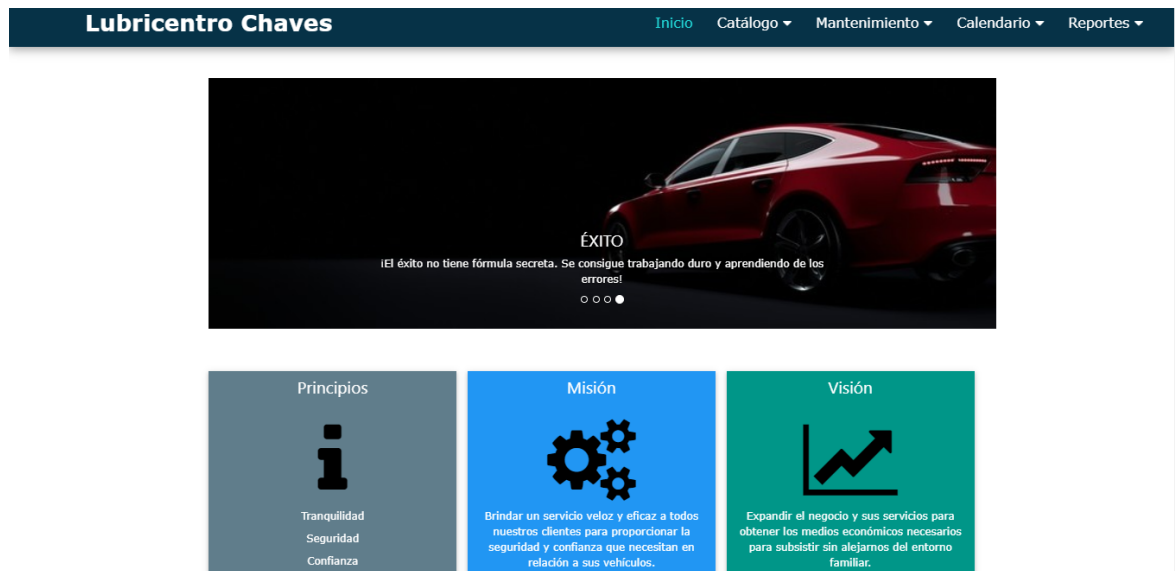 Lubricentro Chaves
Inicio Catálogo Mantenimiento Calendario Reportes
ÉXITO
¡El éxito no tiene fórmula secreta. Se consigue trabajando duro y aprendiendo de los
errores!
Principios
Tranquilidad
Seguridad
Confianza
Misión
Brindar un servicio veloz y eficaz a todos
nuestros clientes para proporcionar la
seguridad y confianza que necesitan en
relación a sus vehículos.
Visión
Expandir el negocio y sus servicios para
obtener los medios económicos necesarios
para subsistir sin alejarnos del entorno
familiar.